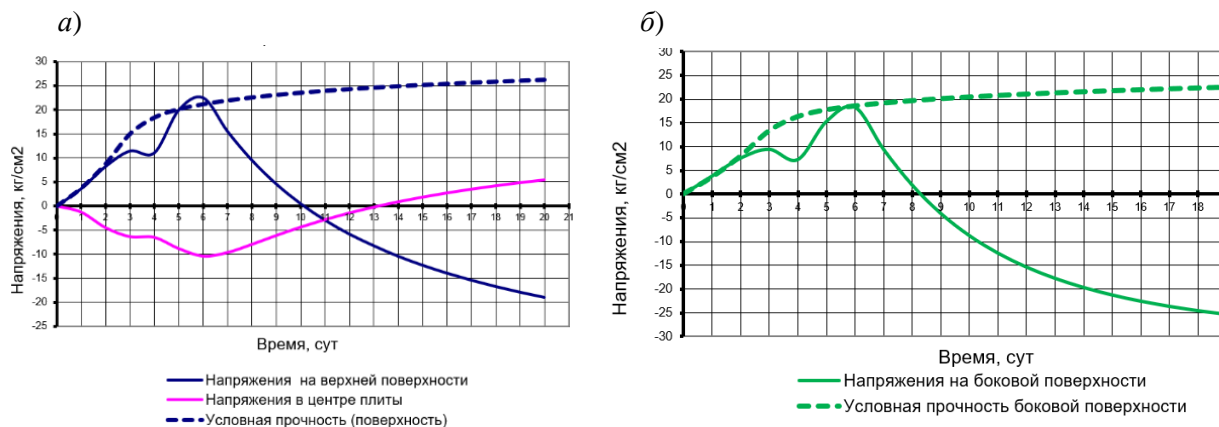 а)
Напряжения, кг/см2
30
25
20
15
10
5
0
-5
-10
-15
-20
-25
0 1 2 3 4 5 6 7 8 9 10 11 12 13 14 15 16 17 18 19 20 21
Время, сут
Напряжения на верхней поверхности
Напряжения в центре плиты
Условная прочность (поверхность)
б)
Напряжения, кг/см2
30
25
20
15
10
5
0
-5
-10
-15
-20
-25
-30
0 1 2 3 4 5 6 7 8 9 10 11 12 13 14 15 16 17 18
Время, сут
Напряжения на боковой поверхности
Условная прочность боковой поверхности